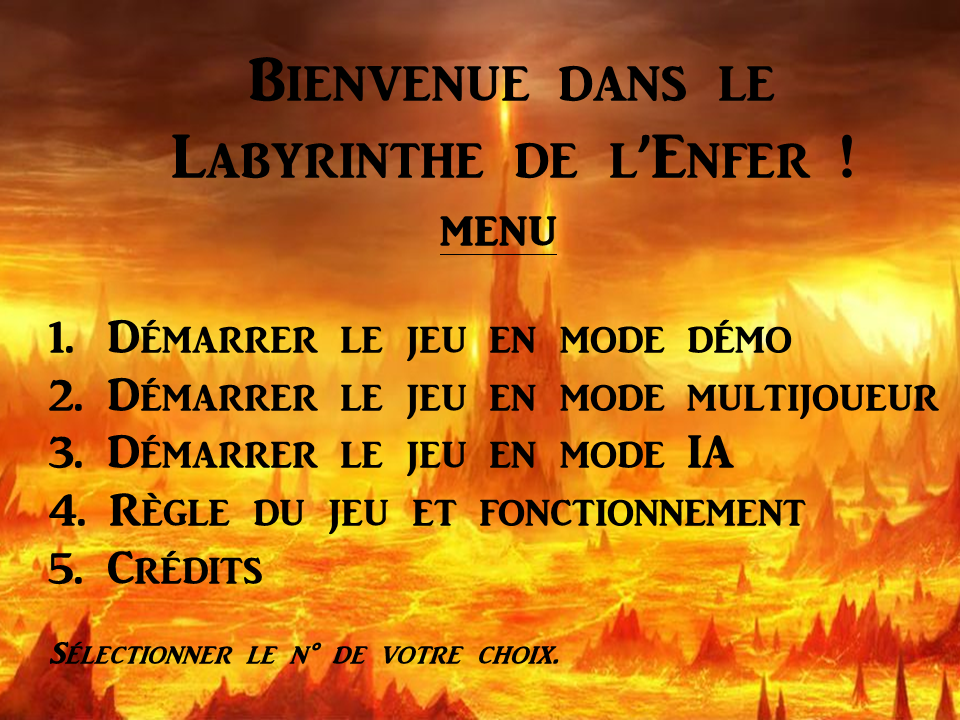 Bienvenue dans le
Labyrinthe de l'Enfer !
MENU
1. Démarrer le jeu en mode démo
2. Démarrer le jeu en mode multijoueur
3. Démarrer le jeu en mode IA
4. Règle du jeu et fonctionnement
5. Crédits
Sélectionner le n° de votre choix.